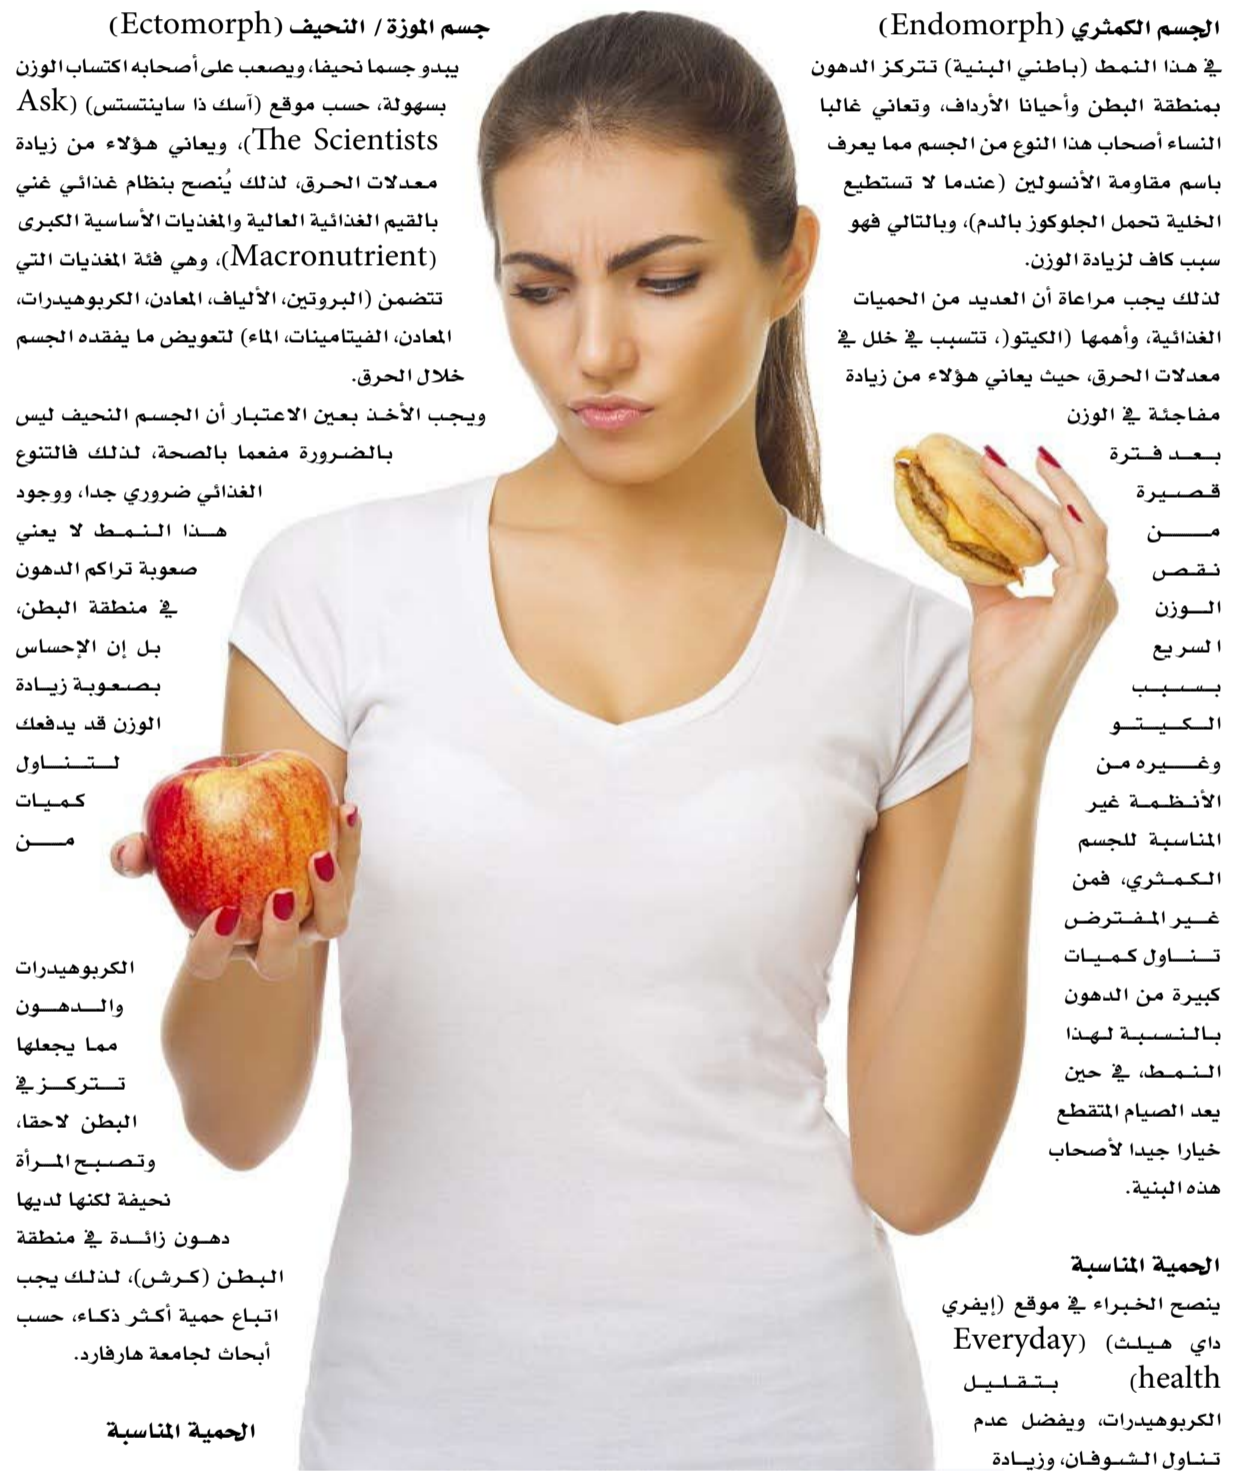 الجسم الكمثري (Endomorph)
في هذا النمط (باطني البنية) تتركز الدهون
بمنطقة البطن وأحيانا الأرداف، وتعاني غالبا
النساء أصحاب هذا النوع من الجسم مما يعرف
باسم مقاومة الأنسولين (عندما لا تستطيع
الخلية تحمل الجلوكوز بالدم)، وبالتالي فهو
سبب كاف لزيادة الوزن.
لذلك يجب مراعاة أن العديد من الحميات
الغذائية، وأهمها (الكيتو(، تتسبب في خلل في
معدلات الحرق، حيث يعاني هؤلاء من زيادة
مفاجئة في الوزن
بعد فترة
قصيرة
من
نقص
الوزن
السريع
بسبب
الكيتو
وغيره من
الأنظمة غير
المناسبة للجسم
الكمثري، فمن
غير المفترض
تناول كميات
كبيرة من الدهون
بالنسبة لهذا
النمط، في حين
يعد الصيام المتقطع
خيارا جيدا لأصحاب
هذه البنية.
الحمية المناسبة
ينصح الخبراء في موقع (إيفري
داي هيلث) (Everyday
health) بتقليل
الكربوهيدرات، ويفضل عدم
تناول الشوفان، وزيادة
جسم الموزة / النحيف (Ectomorph)
يبدو جسما نحيفا، ويصعب على أصحابه اكتساب الوزن
بسهولة، حسب موقع (آسك ذا ساينتستس) (Ask
The Scientists)، ويعاني هؤلاء من زيادة
معدلات الحرق، لذلك يُنصح بنظام غذائي غني
بالقيم الغذائية العالية والمغذيات الأساسية الكبرى
(Macronutrient)، وهي فئة المغذيات التي
تتضمن (البروتين، الألياف، المعادن، الكربوهيدرات،
المعادن، الفيتامينات، الماء) لتعويض ما يفقده الجسم
خلال الحرق.
ويجب الأخذ بعين الاعتبار أن الجسم النحيف ليس
بالضرورة مفعما بالصحة، لذلك فالتنوع
الغذائي ضروري جدا، ووجود
هذا النمط لا يعني
صعوبة تراكم الدهون
في منطقة البطن،
بل إن الإحساس
بصعوبة زيادة
الوزن قد يدفعك
لتناول
كميات
من
الكربوهيدرات
والدهون
مما يجعلها
تتركز في
البطن لاحقا،
وتصبح المرأة
نحيفة لكنها لديها
دهون زائدة في منطقة
البطن (كرش)، لذلك يجب
اتباع حمية أكثر ذكاء، حسب
أبحاث لجامعة هارفارد.
الحمية المناسبة